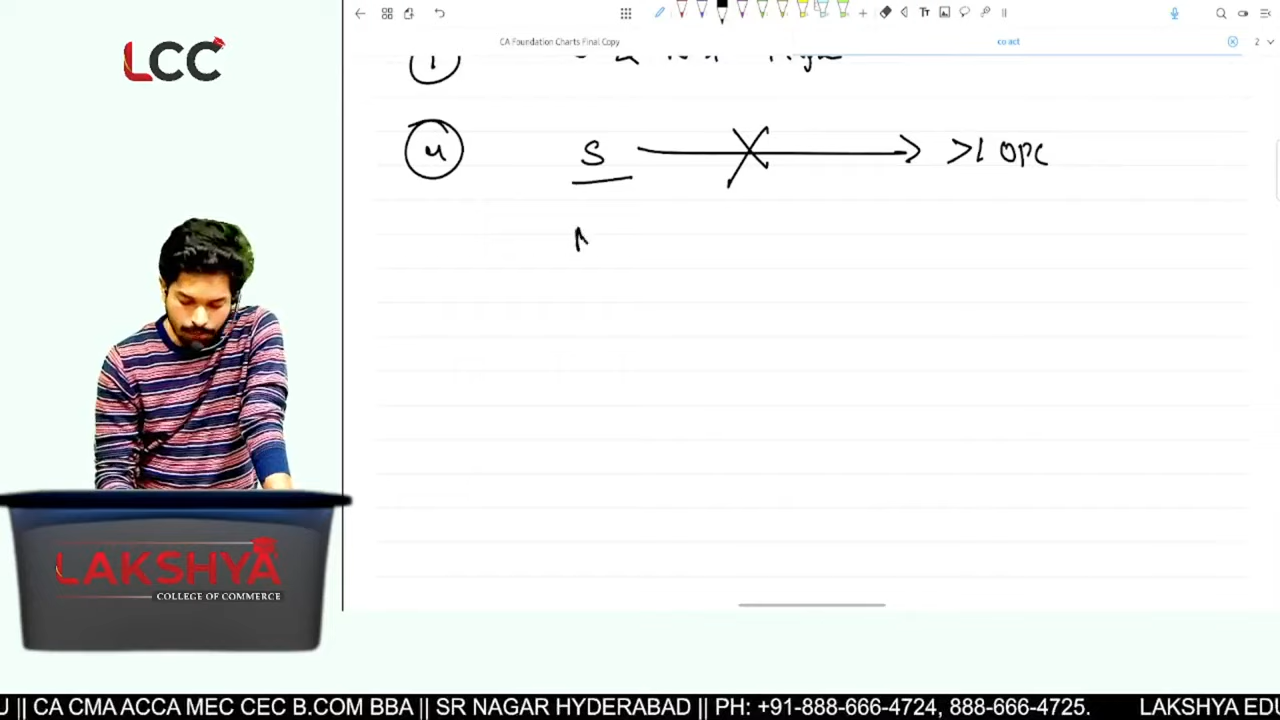 LCC
CA Foundation Charts Final Copy
co act
2
4
S >1 OPC
N
LAKSHYA
COLLEGE OF COMMERCE
U || CA CMA ACCA MEC CEC B.COM BBA || SR NAGAR HYDERABAD || PH: +91-888-666-4724, 888-666-4725. LAKSHYA EDU